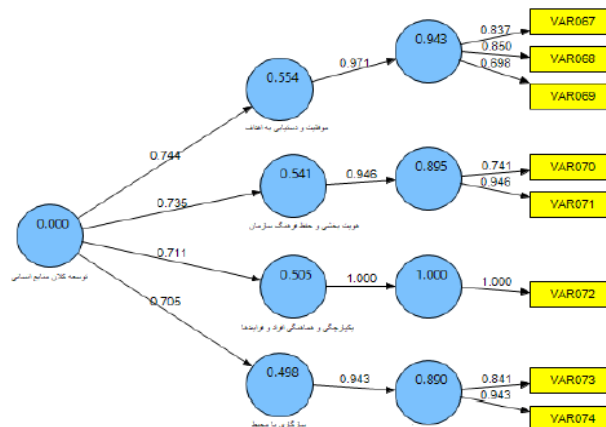 0.943
0.837
VAR067
0.850
VAR068
0.698
VAR069
0.554
0.971
موفقیت و دستیابی به اهداف
0.744
0.541
0.946
0.895
0.741
VAR070
0.946
VAR071
هویت بخشی و حفظ فرهنگ سازمان
0.735
0.000
توسعه کلان منابع انسانی
0.711
0.505
1.000
1.000
1.000
VAR072
یکپارچگی و هماهنگی افراد و فرایندها
0.705
0.498
0.943
0.890
0.841
VAR073
0.943
VAR074
سازگاری با محیط